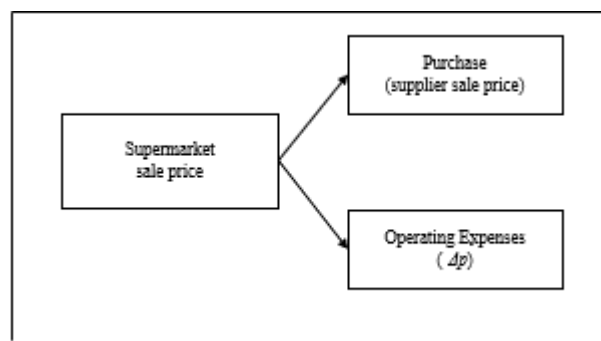 Purchase
(supplier sale price)
Supermarket
sale price
Operating Expenses
( Δp)